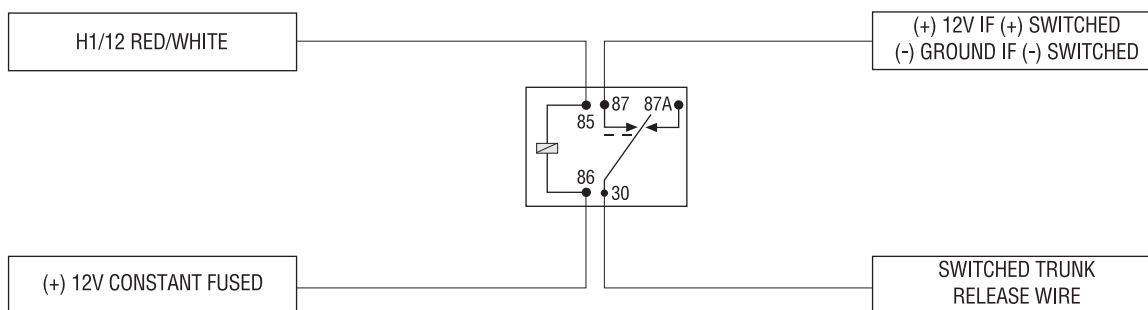 H1/12 RED/WHITE
(+) 12V IF (+) SWITCHED
(-) GROUND IF (-) SWITCHED
87 87A
85
86
30
(+) 12V CONSTANT FUSED
SWITCHED TRUNK
RELEASE WIRE